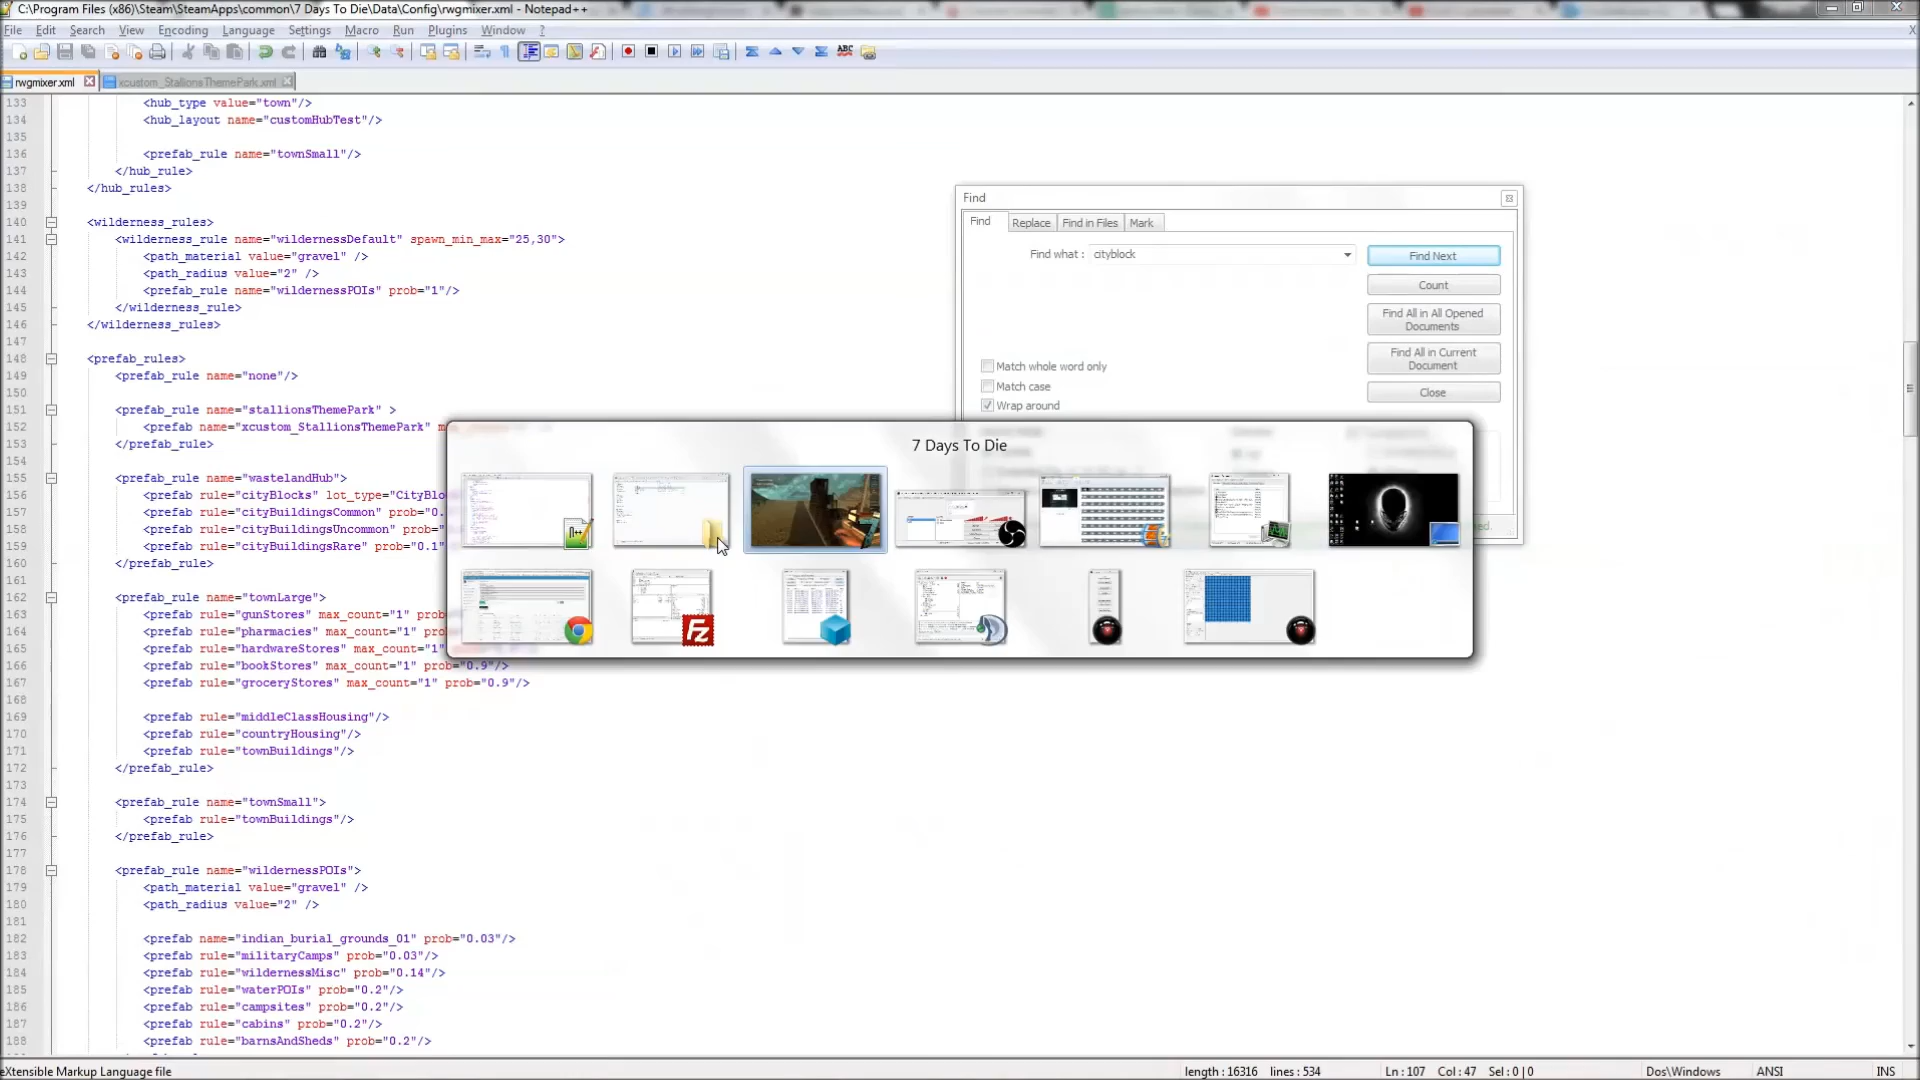 C:\Program Files (x86)\Steam\SteamApps\common\7 Days To Die\Data\Config\rwgmixer.xml - Notepad++
File Edit Search View Encoding Language Settings Macro Run Plugins Window ? X
rwgmixer.xml xcustom_StallionsThemePark.xml
133 <hub_type value="town"/>
134 <hub_layout name="customHubTest"/>
135
136 <prefab_rule name="townSmall"/>
137 </hub_rule>
138 </hub_rules>
139
140 <wilderness_rules>
141 <wilderness_rule name="wildernessDefault" spawn_min_max="25,30">
142 <path_material value="gravel" />
143 <path_radius value="2" />
144 <prefab_rule name="wildernessPOIs" prob="1"/>
145 </wilderness_rule>
146 </wilderness_rules>
147
148 <prefab_rules>
149 <prefab_rule name="none"/>
150
151 <prefab_rule name="stallionsThemePark" >
152 <prefab name="xcustom_StallionsThemePark"
153 </prefab_rule>
154
155 <prefab_rule name="wastelandHub">
156 <prefab rule="cityBlocks" lot_type="CityBlo
157 <prefab rule="cityBuildingsCommon" prob="0.
158 <prefab rule="cityBuildingsUncommon" prob="
159 <prefab rule="cityBuildingsRare" prob="0.1"
160 </prefab_rule>
161
162 <prefab_rule name="townLarge">
163 <prefab rule="gunStores" max_count="1" prob=
164 <prefab rule="pharmacies" max_count="1" pro
165 <prefab rule="hardwareStores" max_count="1"
166 <prefab rule="bookStores" max_count="1" prob="0.9"/>
167 <prefab rule="groceryStores" max_count="1" prob="0.9"/>
168
169 <prefab rule="middleClassHousing"/>
170 <prefab rule="countryHousing"/>
171 <prefab rule="townBuildings"/>
172 </prefab_rule>
173
174 <prefab_rule name="townSmall">
175 <prefab rule="townBuildings"/>
176 </prefab_rule>
177
178 <prefab_rule name="wildernessPOIs">
179 <path_material value="gravel" />
180 <path_radius value="2" />
181
182 <prefab name="indian_burial_grounds_01" prob="0.03"/>
183 <prefab rule="militaryCamps" prob="0.03"/>
184 <prefab rule="wildernessMisc" prob="0.14"/>
185 <prefab rule="waterPOIs" prob="0.2"/>
186 <prefab rule="campsites" prob="0.2"/>
187 <prefab rule="cabins" prob="0.2"/>
188 <prefab rule="barnsAndSheds" prob="0.2"/>
Find
Find Replace Find in Files Mark
Find what : cityblock
Find Next
Count
Find All in All Opened
Documents
Find All in Current
Document
Close
Match whole word only
Match case
Wrap around
7 Days To Die
eXtensible Markup Language file length : 16316 lines : 534 Ln : 107 Col : 47 Sel : 0 | 0 Dos\Windows ANSI INS